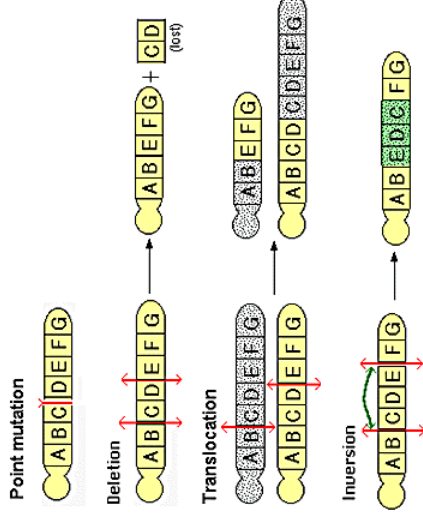 Point mutation
A B C D E F G
Deletion
A B C D E F G A B E F G + C D
(lost)
Translocation
A B C D E F G A B E F G
A B C D E F G A B C D C D E F G
Inversion
A B C D E F G A B E D C F G